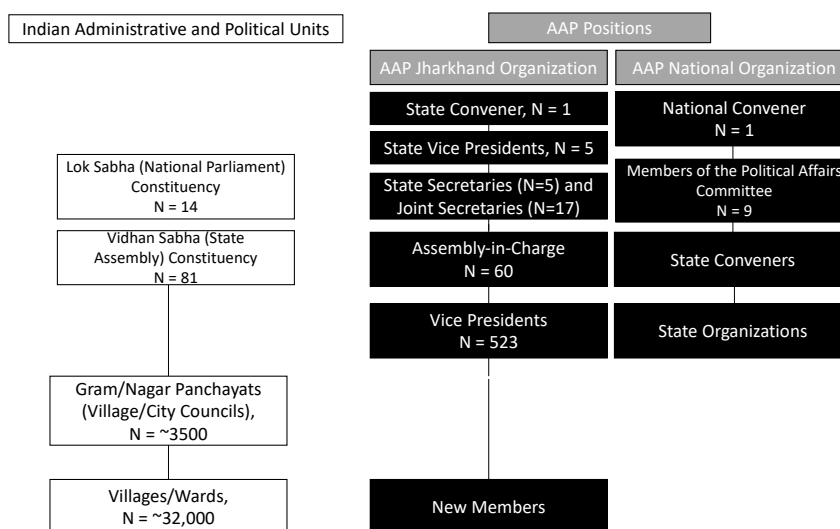 Indian Administrative and Political Units
AAP Positions
AAP Jharkhand Organization
AAP National Organization
State Convener, N = 1
State Vice Presidents, N = 5
State Secretaries (N=5) and
Joint Secretaries (N=17)
Assembly-in-Charge
N = 60
Vice Presidents
N = 523
New Members
National Convener
N = 1
Members of the Political Affairs
Committee
N = 9
State Conveners
State Organizations
Lok Sabha (National Parliament)
Constituency
N = 14
Vidhan Sabha (State
Assembly) Constituency
N = 81
Gram/Nagar Panchayats
(Village/City Councils),
N = ~3500
Villages/Wards,
N = ~32,000